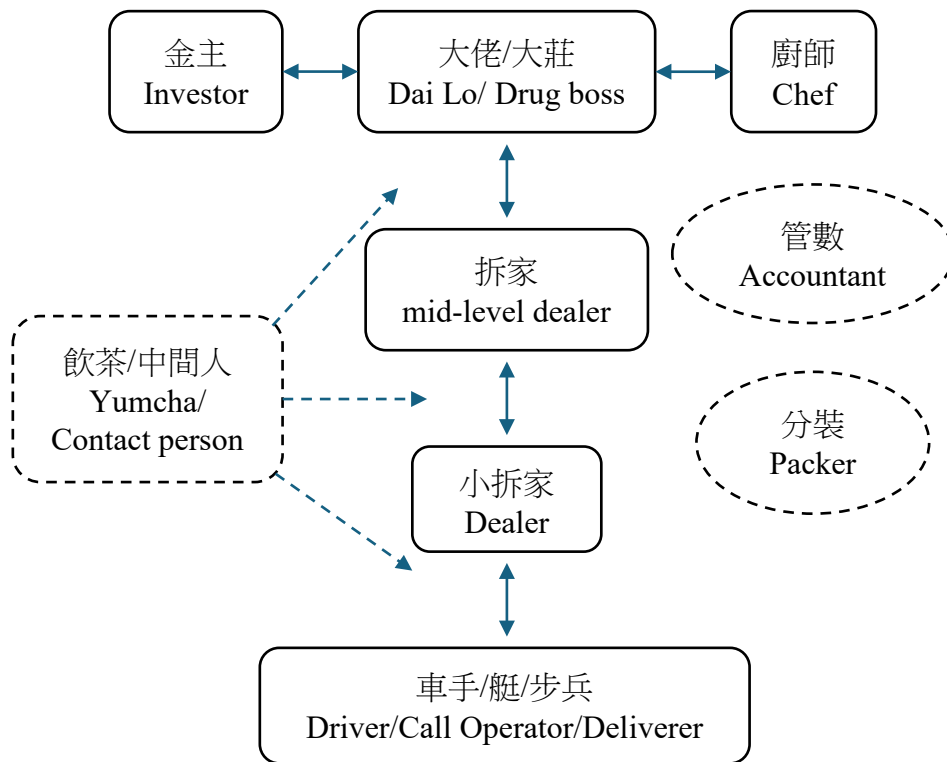 金主
Investor
大佬/大莊
Dai Lo/ Drug boss
廚師
Chef
拆家
mid-level dealer
管數
Accountant
飲茶/中間人
Yumcha/
Contact person
分裝
Packer
小拆家
Dealer
車手/艇/步兵
Driver/Call Operator/Deliverer